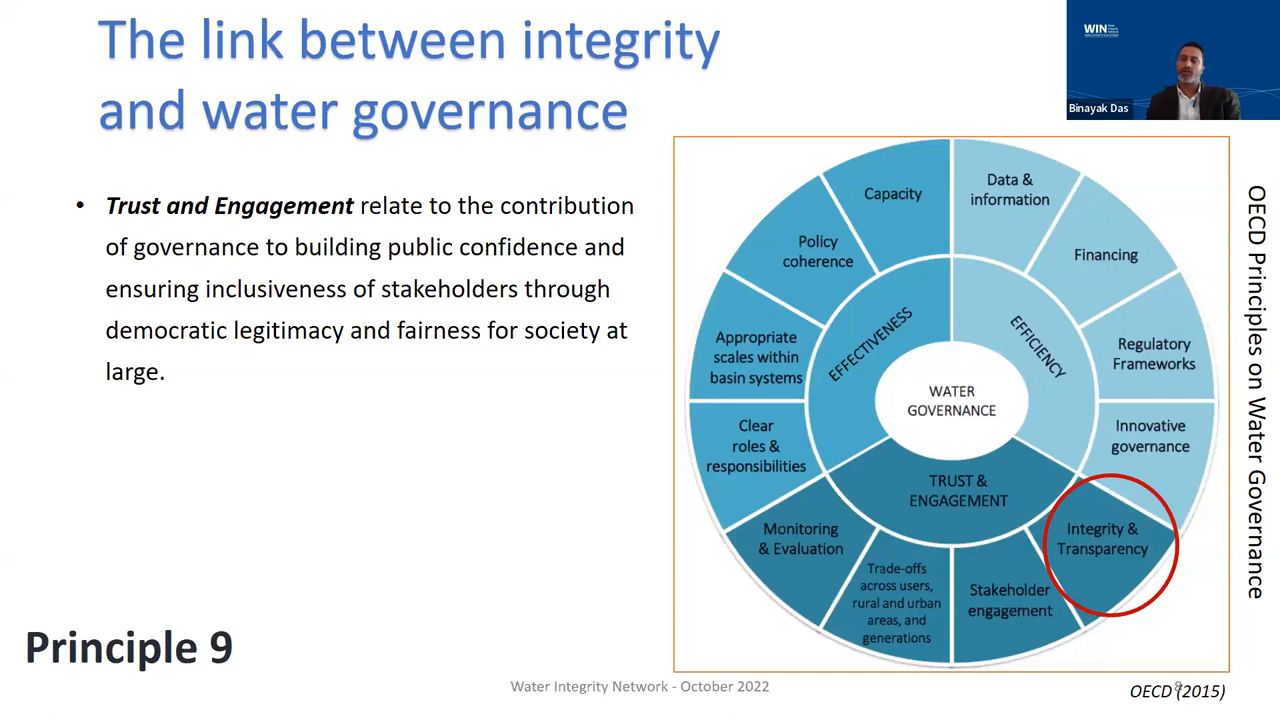 The link between integrity
and water governance
WIN
Binayak Das
• Trust and Engagement relate to the contribution
of governance to building public confidence and
ensuring inclusiveness of stakeholders through
democratic legitimacy and fairness for society at
large.
Capacity
Data &
information
Policy
coherence
Financing
Appropriate
scales within
basin systems
Regulatory
Frameworks
EFFECTIVENESS
EFFICIENCY
WATER
GOVERNANCE
Clear
roles &
responsibilities
Innovative
governance
TRUST &
ENGAGEMENT
Monitoring
& Evaluation
Integrity &
Transparency
Trade-offs
across users,
rural and urban
areas, and
generations
Stakeholder
engagement
OECD Principles on Water Governance
Principle 9
Water Integrity Network - October 2022
OECD (2015)